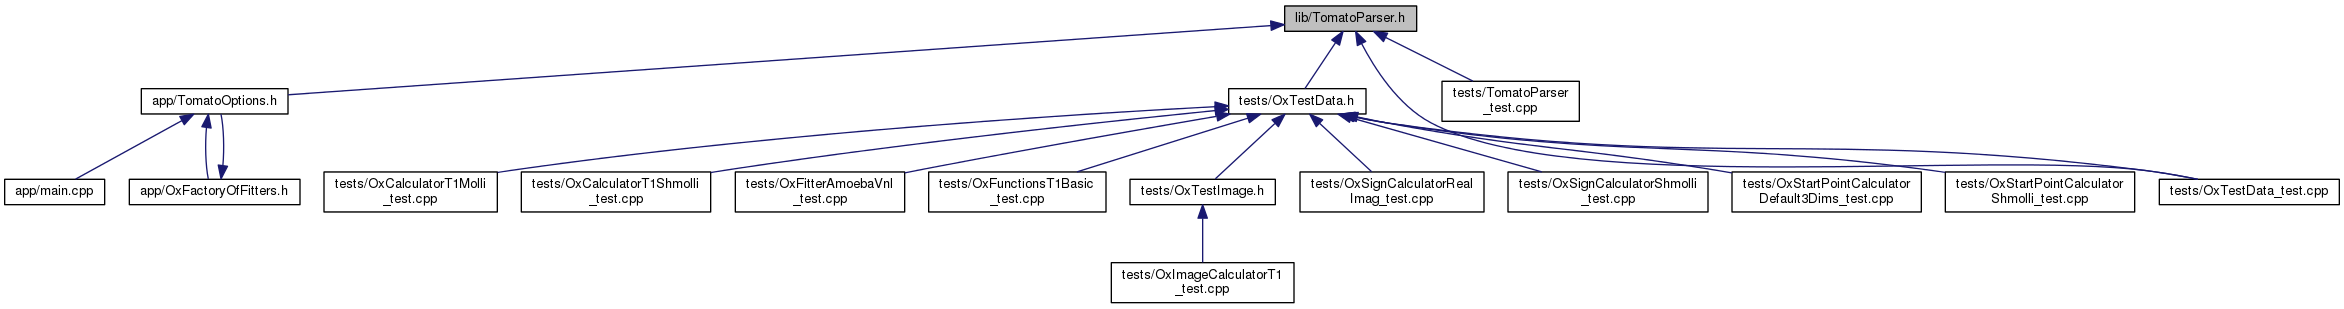 lib/TomatoParser.h
app/TomatoOptions.h
tests/OxTestData.h
tests/TomatoParser
_test.cpp
app/main.cpp
app/OxFactoryOfFitters.h
tests/OxCalculatorT1Molli
_test.cpp
tests/OxCalculatorT1Shmolli
_test.cpp
tests/OxFitterAmoebaVnl
_test.cpp
tests/OxFunctionsT1Basic
_test.cpp
tests/OxTestImage.h
tests/OxSignCalculatorReal
Imag_test.cpp
tests/OxSignCalculatorShmolli
_test.cpp
tests/OxStartPointCalculator
Default3Dims_test.cpp
tests/OxStartPointCalculator
Shmolli_test.cpp
tests/OxTestData_test.cpp
tests/OxImageCalculatorT1
_test.cpp